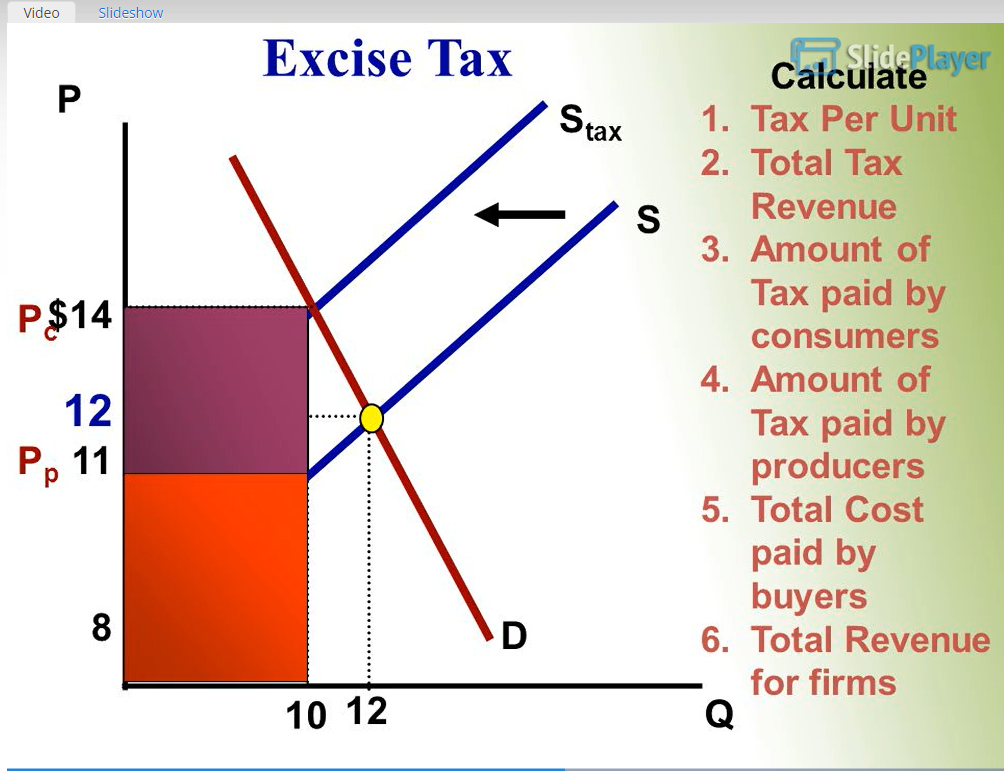 Video Slideshow
Excise Tax
SlidePlayer
P
S tax
S
Pc $14
12
Pp 11
8
D
10 12
Q
Calculate
1. Tax Per Unit
2. Total Tax
Revenue
3. Amount of
Tax paid by
consumers
4. Amount of
Tax paid by
producers
5. Total Cost
paid by
buyers
6. Total Revenue
for firms